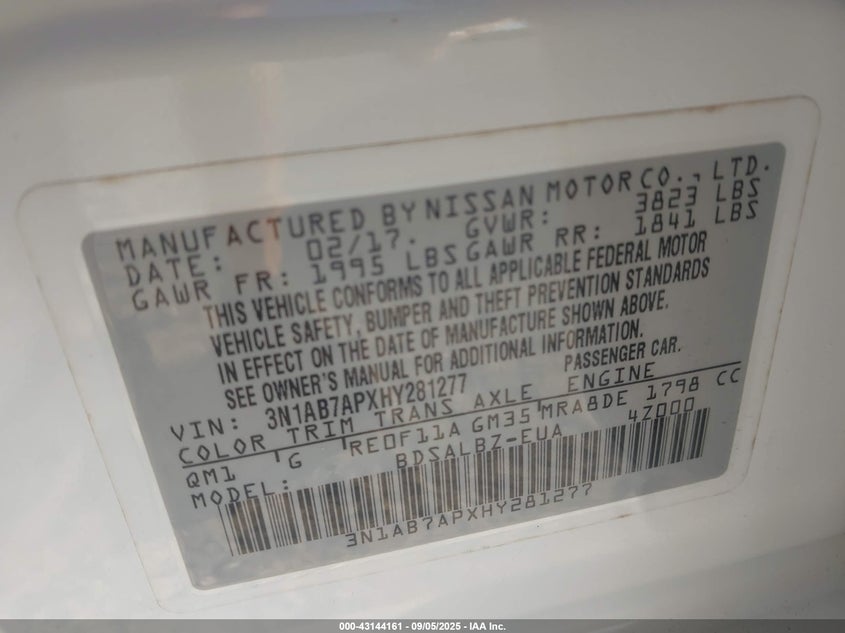 MANUFACTURED BY NISSAN MOTOR CO., LTD.
DATE: 02/17. GVWR: 3823 LBS
GAWR FR: 1995 LBS GAWR RR: 1841 LBS
THIS VEHICLE CONFORMS TO ALL APPLICABLE FEDERAL MOTOR
VEHICLE SAFETY, BUMPER AND THEFT PREVENTION STANDARDS
IN EFFECT ON THE DATE OF MANUFACTURE SHOWN ABOVE.
SEE OWNER'S MANUAL FOR ADDITIONAL INFORMATION.
VIN: 3N1AB7APXHY281277 PASSENGER CAR.
COLOR TRIM TRANS AXLE ENGINE
QM1 G RE0F11A GM35 MRA8DE 1798 CC
MODEL: BDSALBZ-EUA 4Z000
3N1AB7APXHY281277
000-43144161 - 09/05/2025 - IAA Inc.